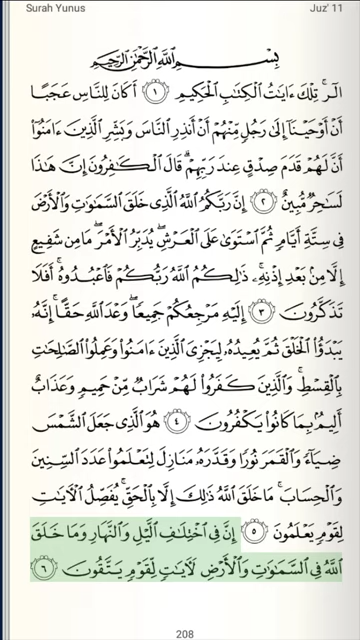 Surah Yunus Juz' 11
بِسْمِ ٱللَّهِ ٱلرَّحْمَٰنِ ٱلرَّحِيمِ
الٓر ۚ تِلْكَ ءَايَٰتُ ٱلْكِتَٰبِ ٱلْحَكِيمِ ١ أَكَانَ لِلنَّاسِ عَجَبًا
أَنْ أَوْحَيْنَآ إِلَىٰ رَجُلٍ مِّنْهُمْ أَنْ أَنذِرِ ٱلنَّاسَ وَبَشِّرِ ٱلَّذِينَ ءَامَنُوٓا۟
أَنَّ لَهُمْ قَدَمَ صِدْقٍ عِندَ رَبِّهِمْ ۗ قَالَ ٱلْكَٰفِرُونَ إِنَّ هَٰذَا
لَسَٰحِرٌ مُّبِينٌ ٢ إِنَّ رَبَّكُمُ ٱللَّهُ ٱلَّذِى خَلَقَ ٱلسَّمَٰوَٰتِ وَٱلْأَرْضَ
فِى سِتَّةِ أَيَّامٍ ثُمَّ ٱسْتَوَىٰ عَلَى ٱلْعَرْشِ ۖ يُدَبِّرُ ٱلْأَمْرَ ۖ مَا مِن شَفِيعٍ
إِلَّا مِنۢ بَعْدِ إِذْنِهِۦ ۚ ذَٰلِكُمُ ٱللَّهُ رَبُّكُمْ فَٱعْبُدُوهُ ۚ أَفَلَا
تَذَكَّرُونَ ٣ إِلَيْهِ مَرْجِعُكُمْ جَمِيعًا ۖ وَعْدَ ٱللَّهِ حَقًّا ۚ إِنَّهُۥ
يَبْدَؤُا۟ ٱلْخَلْقَ ثُمَّ يُعِيدُهُۥ لِيَجْزِىَ ٱلَّذِينَ ءَامَنُوا۟ وَعَمِلُوا۟ ٱلصَّٰلِحَٰتِ
بِٱلْقِسْطِ ۚ وَٱلَّذِينَ كَفَرُوا۟ لَهُمْ شَرَابٌ مِّنْ حَمِيمٍ وَعَذَابٌ
أَلِيمٌۢ بِمَا كَانُوا۟ يَكْفُرُونَ ٤ هُوَ ٱلَّذِى جَعَلَ ٱلشَّمْسَ
ضِيَآءً وَٱلْقَمَرَ نُورًا وَقَدَّرَهُۥ مَنَازِلَ لِتَعْلَمُوا۟ عَدَدَ ٱلسِّنِينَ
وَٱلْحِسَابَ ۚ مَا خَلَقَ ٱللَّهُ ذَٰلِكَ إِلَّا بِٱلْحَقِّ ۚ يُفَصِّلُ ٱلْءَايَٰتِ
لِقَوْمٍ يَعْلَمُونَ ٥ إِنَّ فِى ٱخْتِلَٰفِ ٱلَّيْلِ وَٱلنَّهَارِ وَمَا خَلَقَ
ٱللَّهُ فِى ٱلسَّمَٰوَٰتِ وَٱلْأَرْضِ لَءَايَٰتٍ لِّقَوْمٍ يَتَّقُونَ ٦
208